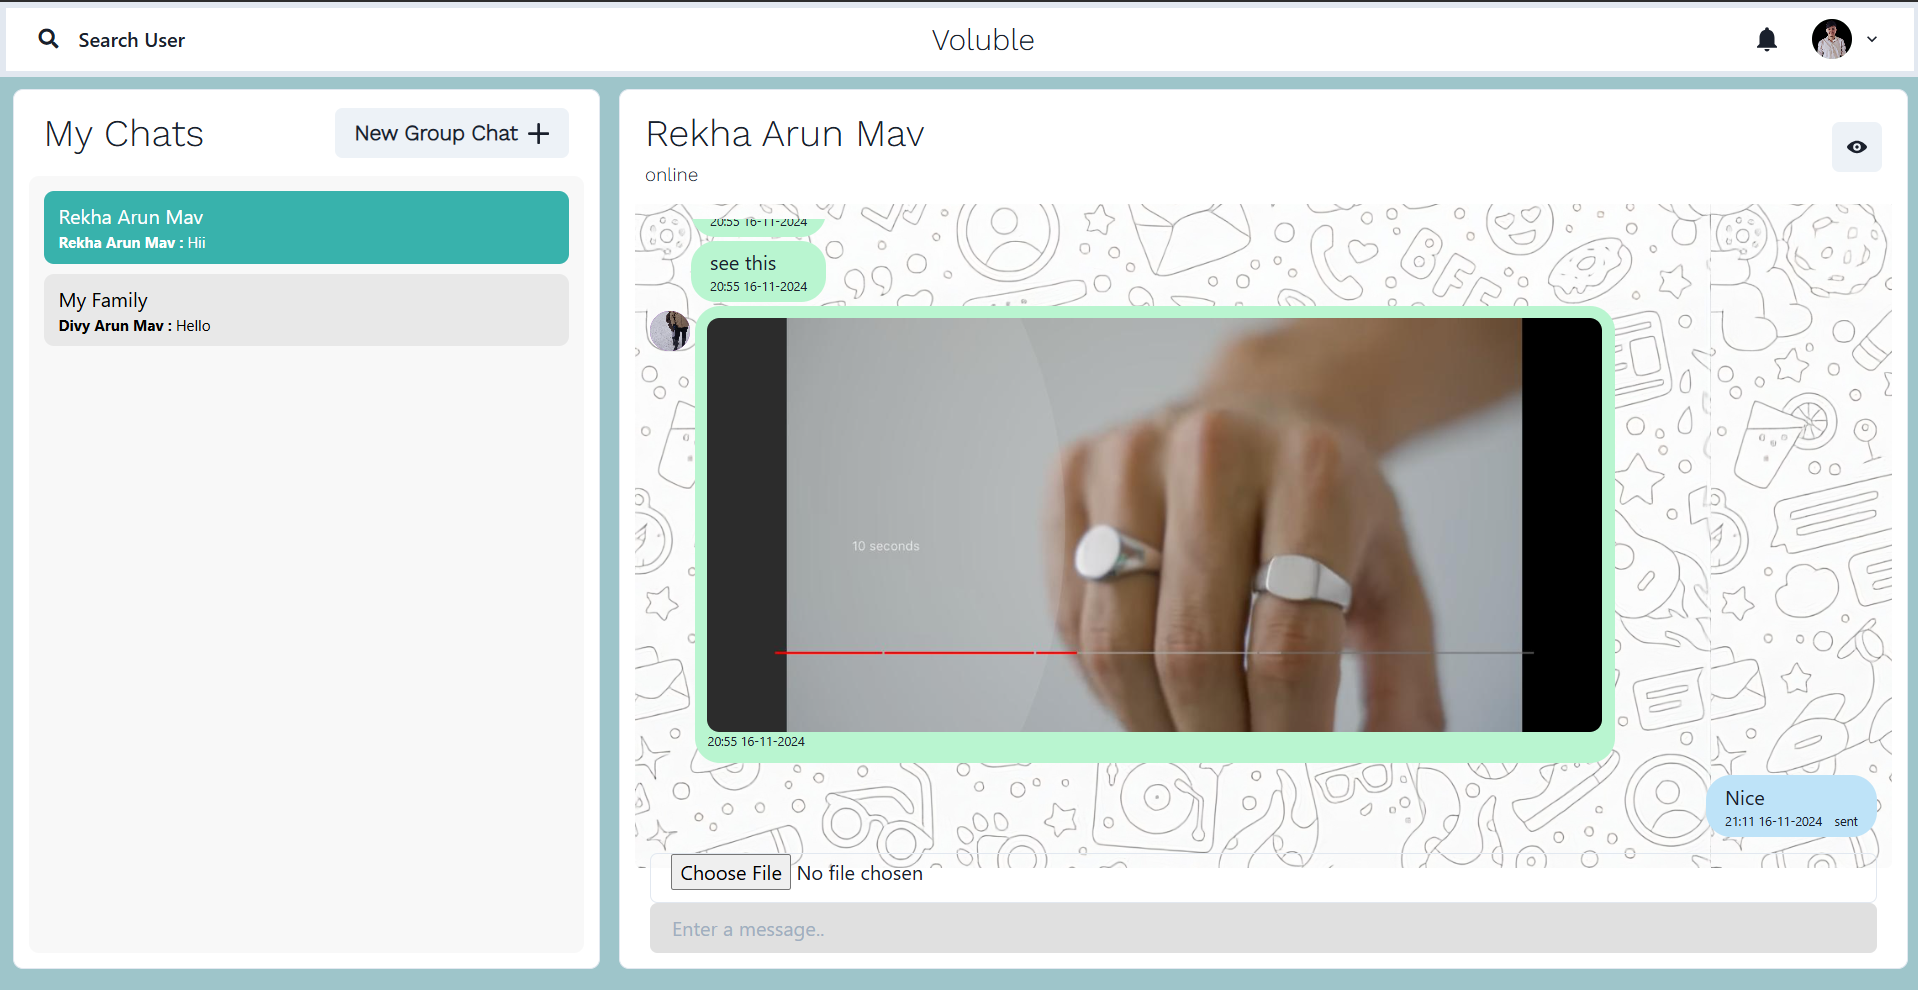 Search User
Voluble
My Chats
New Group Chat
Rekha Arun Mav
Rekha Arun Mav : Hii
My Family
Divy Arun Mav : Hello
Rekha Arun Mav
online
20:55 16-11-2024
see this
20:55 16-11-2024
10 seconds
20:55 16-11-2024
Nice
21:11 16-11-2024 sent
Choose File No file chosen
Enter a message..
BFF
BFF